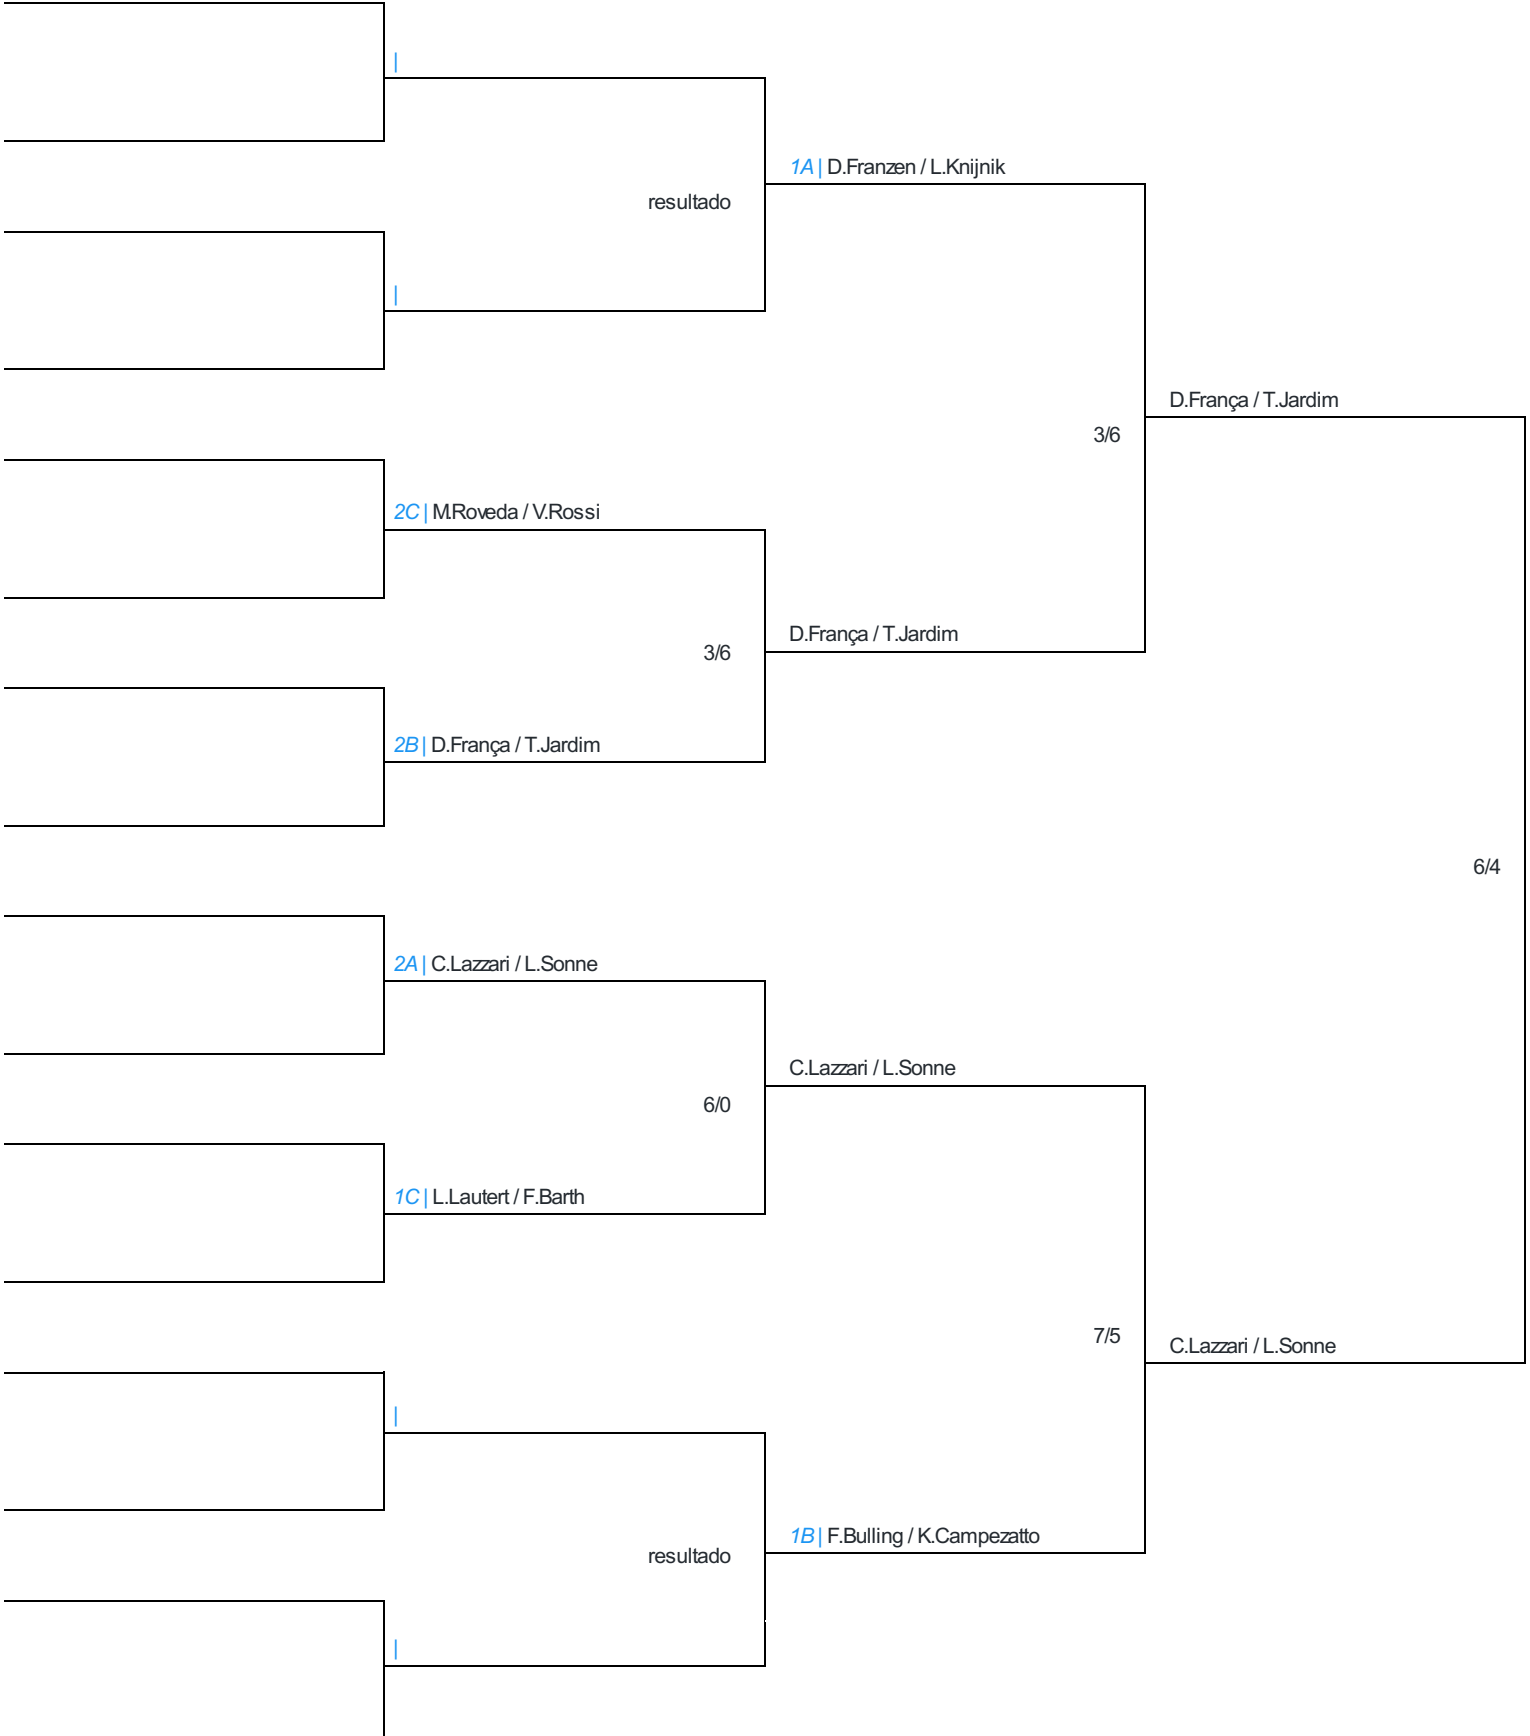 |
1A | D.Franzen / L.Knijnik
resultado
|
D.França / T.Jardim
3/6
2C | M.Roveda / V.Rossi
D.França / T.Jardim
3/6
2B | D.França / T.Jardim
6/4
2A | C.Lazzari / L.Sonne
C.Lazzari / L.Sonne
6/0
1C | L.Lautert / F.Barth
7/5
C.Lazzari / L.Sonne
|
1B | F.Bulling / K.Campezatto
resultado
|